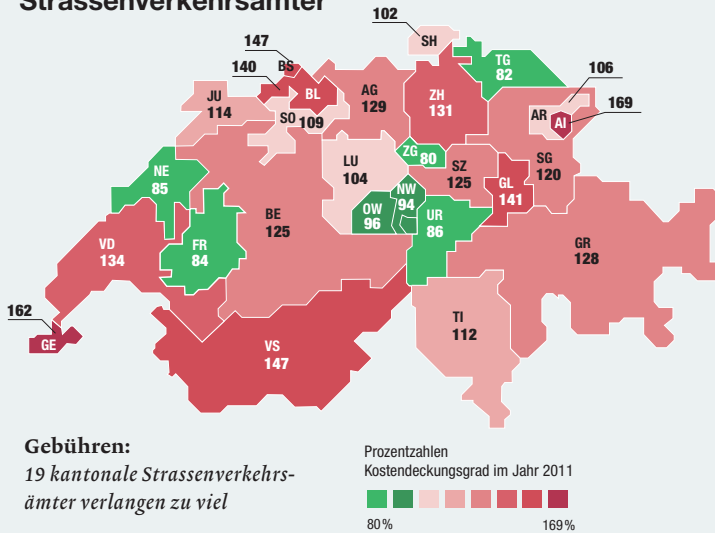 Strassenverkehrsämter
102
SH
147
BS
140
BL
TG
82
106
JU
114
AG
129
ZH
131
169
AR
AI
SO 109
ZG 80
NE
85
LU
104
SZ
125
SG
120
NW
94
GL
141
BE
125
OW
96
UR
86
VD
134
FR
84
GR
128
162
GE
TI
112
VS
147
Gebühren:
19 kantonale Strassenverkehrs-
ämter verlangen zu viel
Prozentzahlen
Kostendeckungsgrad im Jahr 2011
80% 169%